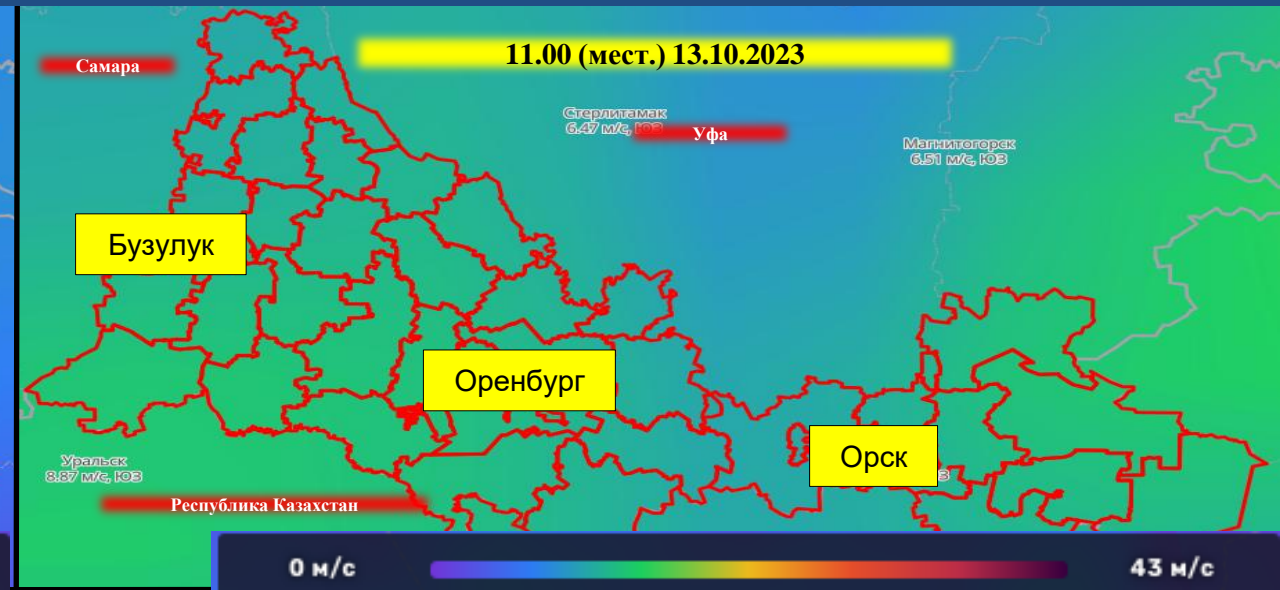 11.00 (мест.) 13.10.2023
Самара
Стерлитамак
6.47 м/с, ЮЗ
Уфа
Магнитогорск
6.51 м/с, ЮЗ
Бузулук
Оренбург
Орск
Уральск
8.87 м/с, ЮЗ
Республика Казахстан
0 м/с
43 м/с